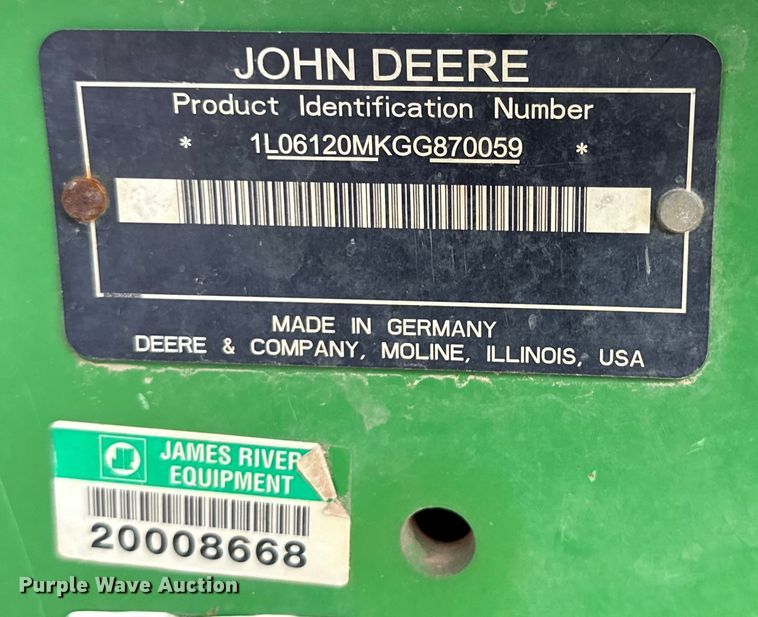 JOHN DEERE
Product Identification Number
* 1L06120MKGG870059 *
MADE IN GERMANY
DEERE & COMPANY, MOLINE, ILLINOIS, USA
JAMES RIVER
EQUIPMENT
20008668
Purple Wave Auction